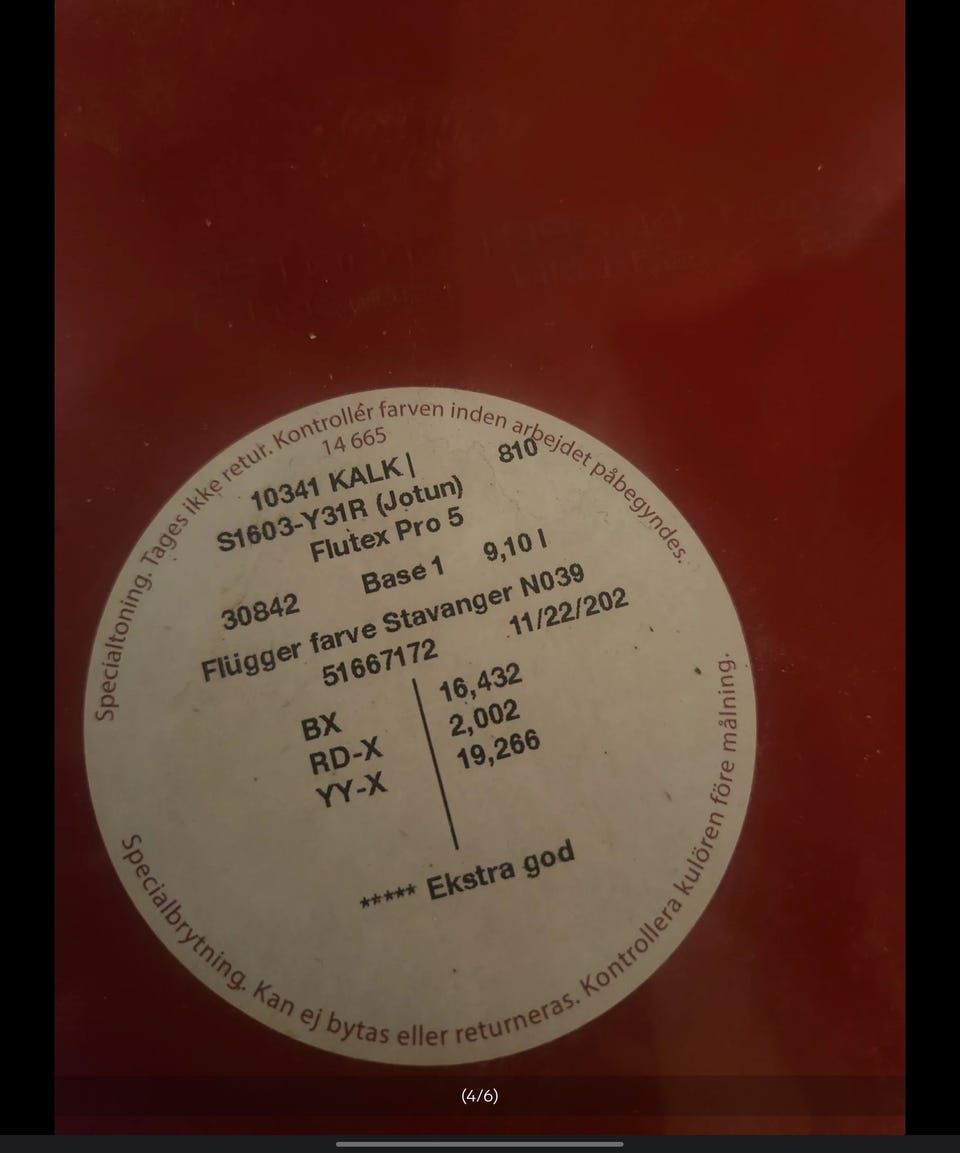 Specialtoning. Tages ikke retur. Kontrollér farven inden arbejdet påbegyndes.
14 665
10341 KALK | 810
S1603-Y31R (Jotun)
Flutex Pro 5
30842 Base 1 9,10 l
Flügger farve Stavanger N039
51667172 11/22/202
BX 16,432
RD-X 2,002
YY-X 19,266
***** Ekstra god
Specialbrytning. Kan ej bytas eller returneras. Kontrollera kulören före målning.
(4/6)